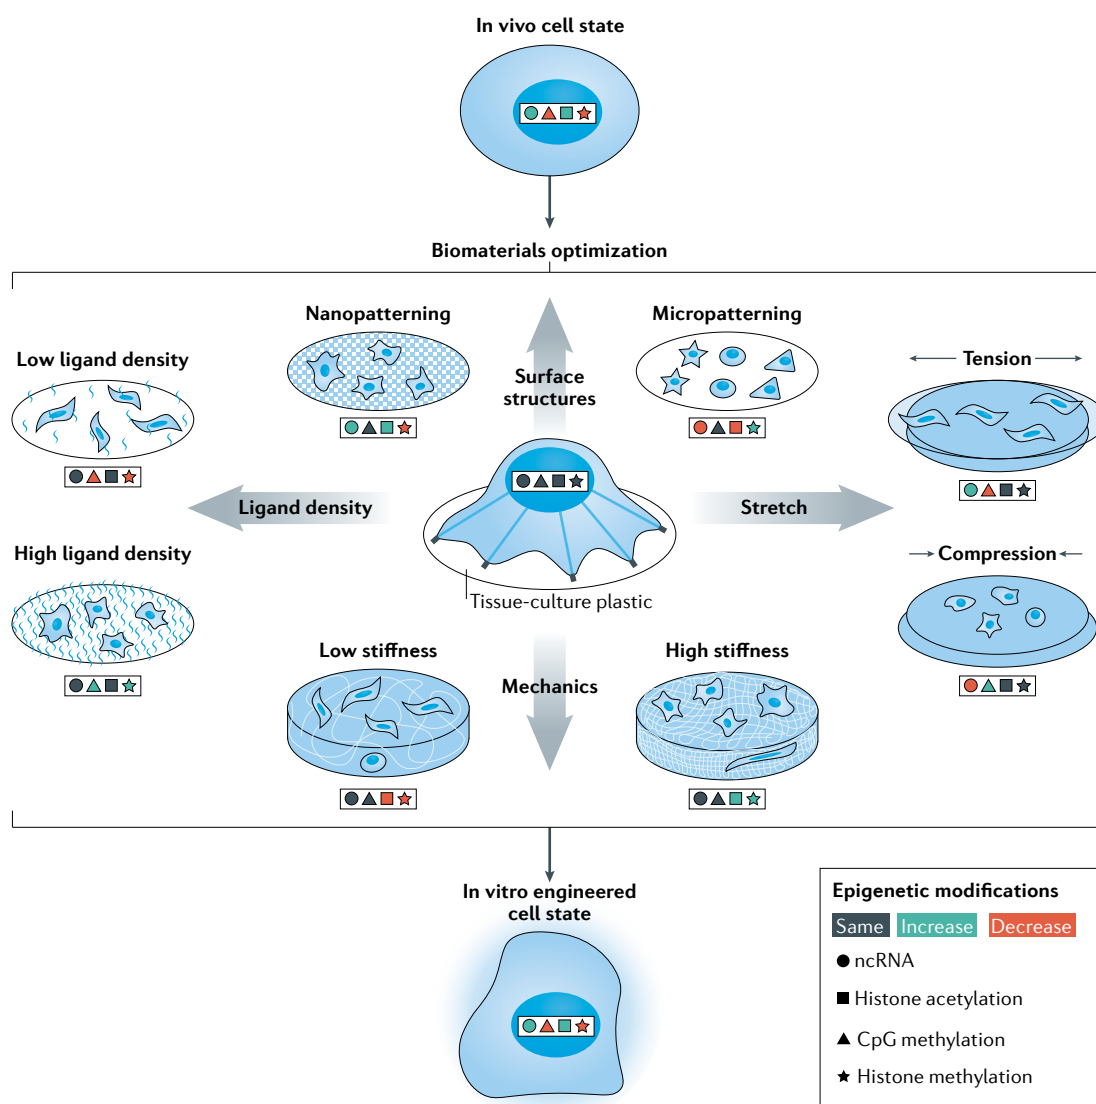 In vivo cell state
Biomaterials optimization
Nanopatterning
Micropatterning
Low ligand density
Surface
structures
Tension
Ligand density
Stretch
High ligand density
Compression
Tissue-culture plastic
Low stiffness
High stiffness
Mechanics
In vitro engineered
cell state
Epigenetic modifications
Same Increase Decrease
ncRNA
Histone acetylation
CpG methylation
Histone methylation